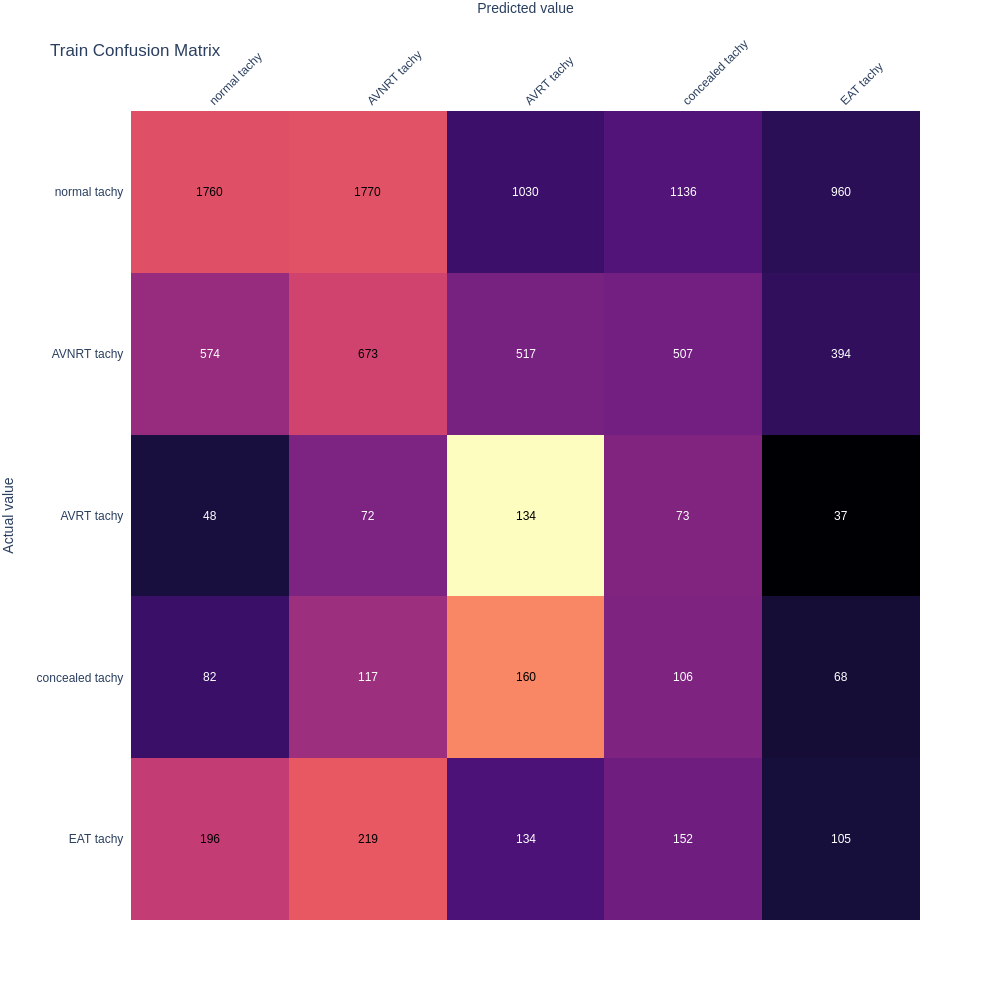 Predicted value
Train Confusion Matrix
normal tachy AVNRT tachy AVRT tachy concealed tachy EAT tachy
normal tachy 1760 1770 1030 1136 960
AVNRT tachy 574 673 517 507 394
Actual value
AVRT tachy 48 72 134 73 37
concealed tachy 82 117 160 106 68
EAT tachy 196 219 134 152 105